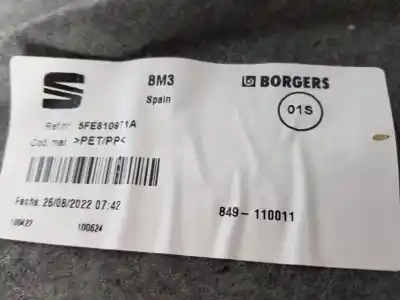 BM3
Spain
BORGERS
01S
Ref.nº: 5FE810971A
Cod. mat. >PET/PP<
Fecha: 26/08/2022 07:42
849-110011
100624